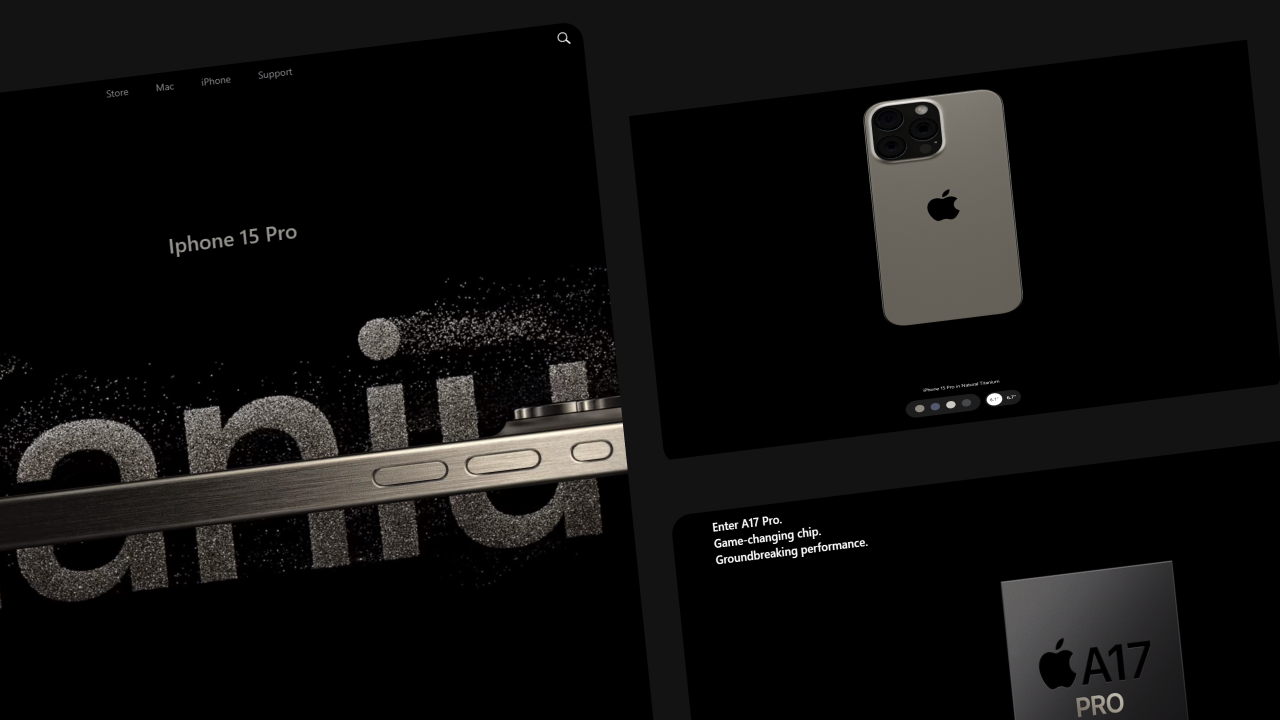 Store Mac iPhone Support
Iphone 15 Pro
aniu
iPhone 15 Pro in Natural Titanium
6.1" 6.7"
Enter A17 Pro.
Game-changing chip.
Groundbreaking performance.
A17
PRO